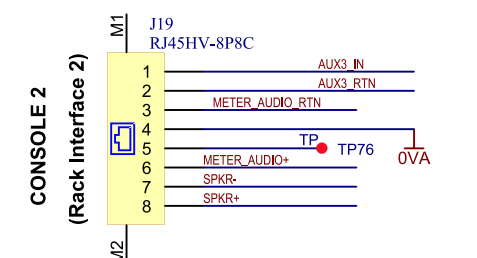 M1
J19
RJ45HV-8P8C
CONSOLE 2
(Rack Interface 2)
1 AUX3_IN
2 AUX3_RTN
3 METER_AUDIO_RTN
4
5 TP TP76
0VA
6 METER_AUDIO+
7 SPKR-
8 SPKR+
M2